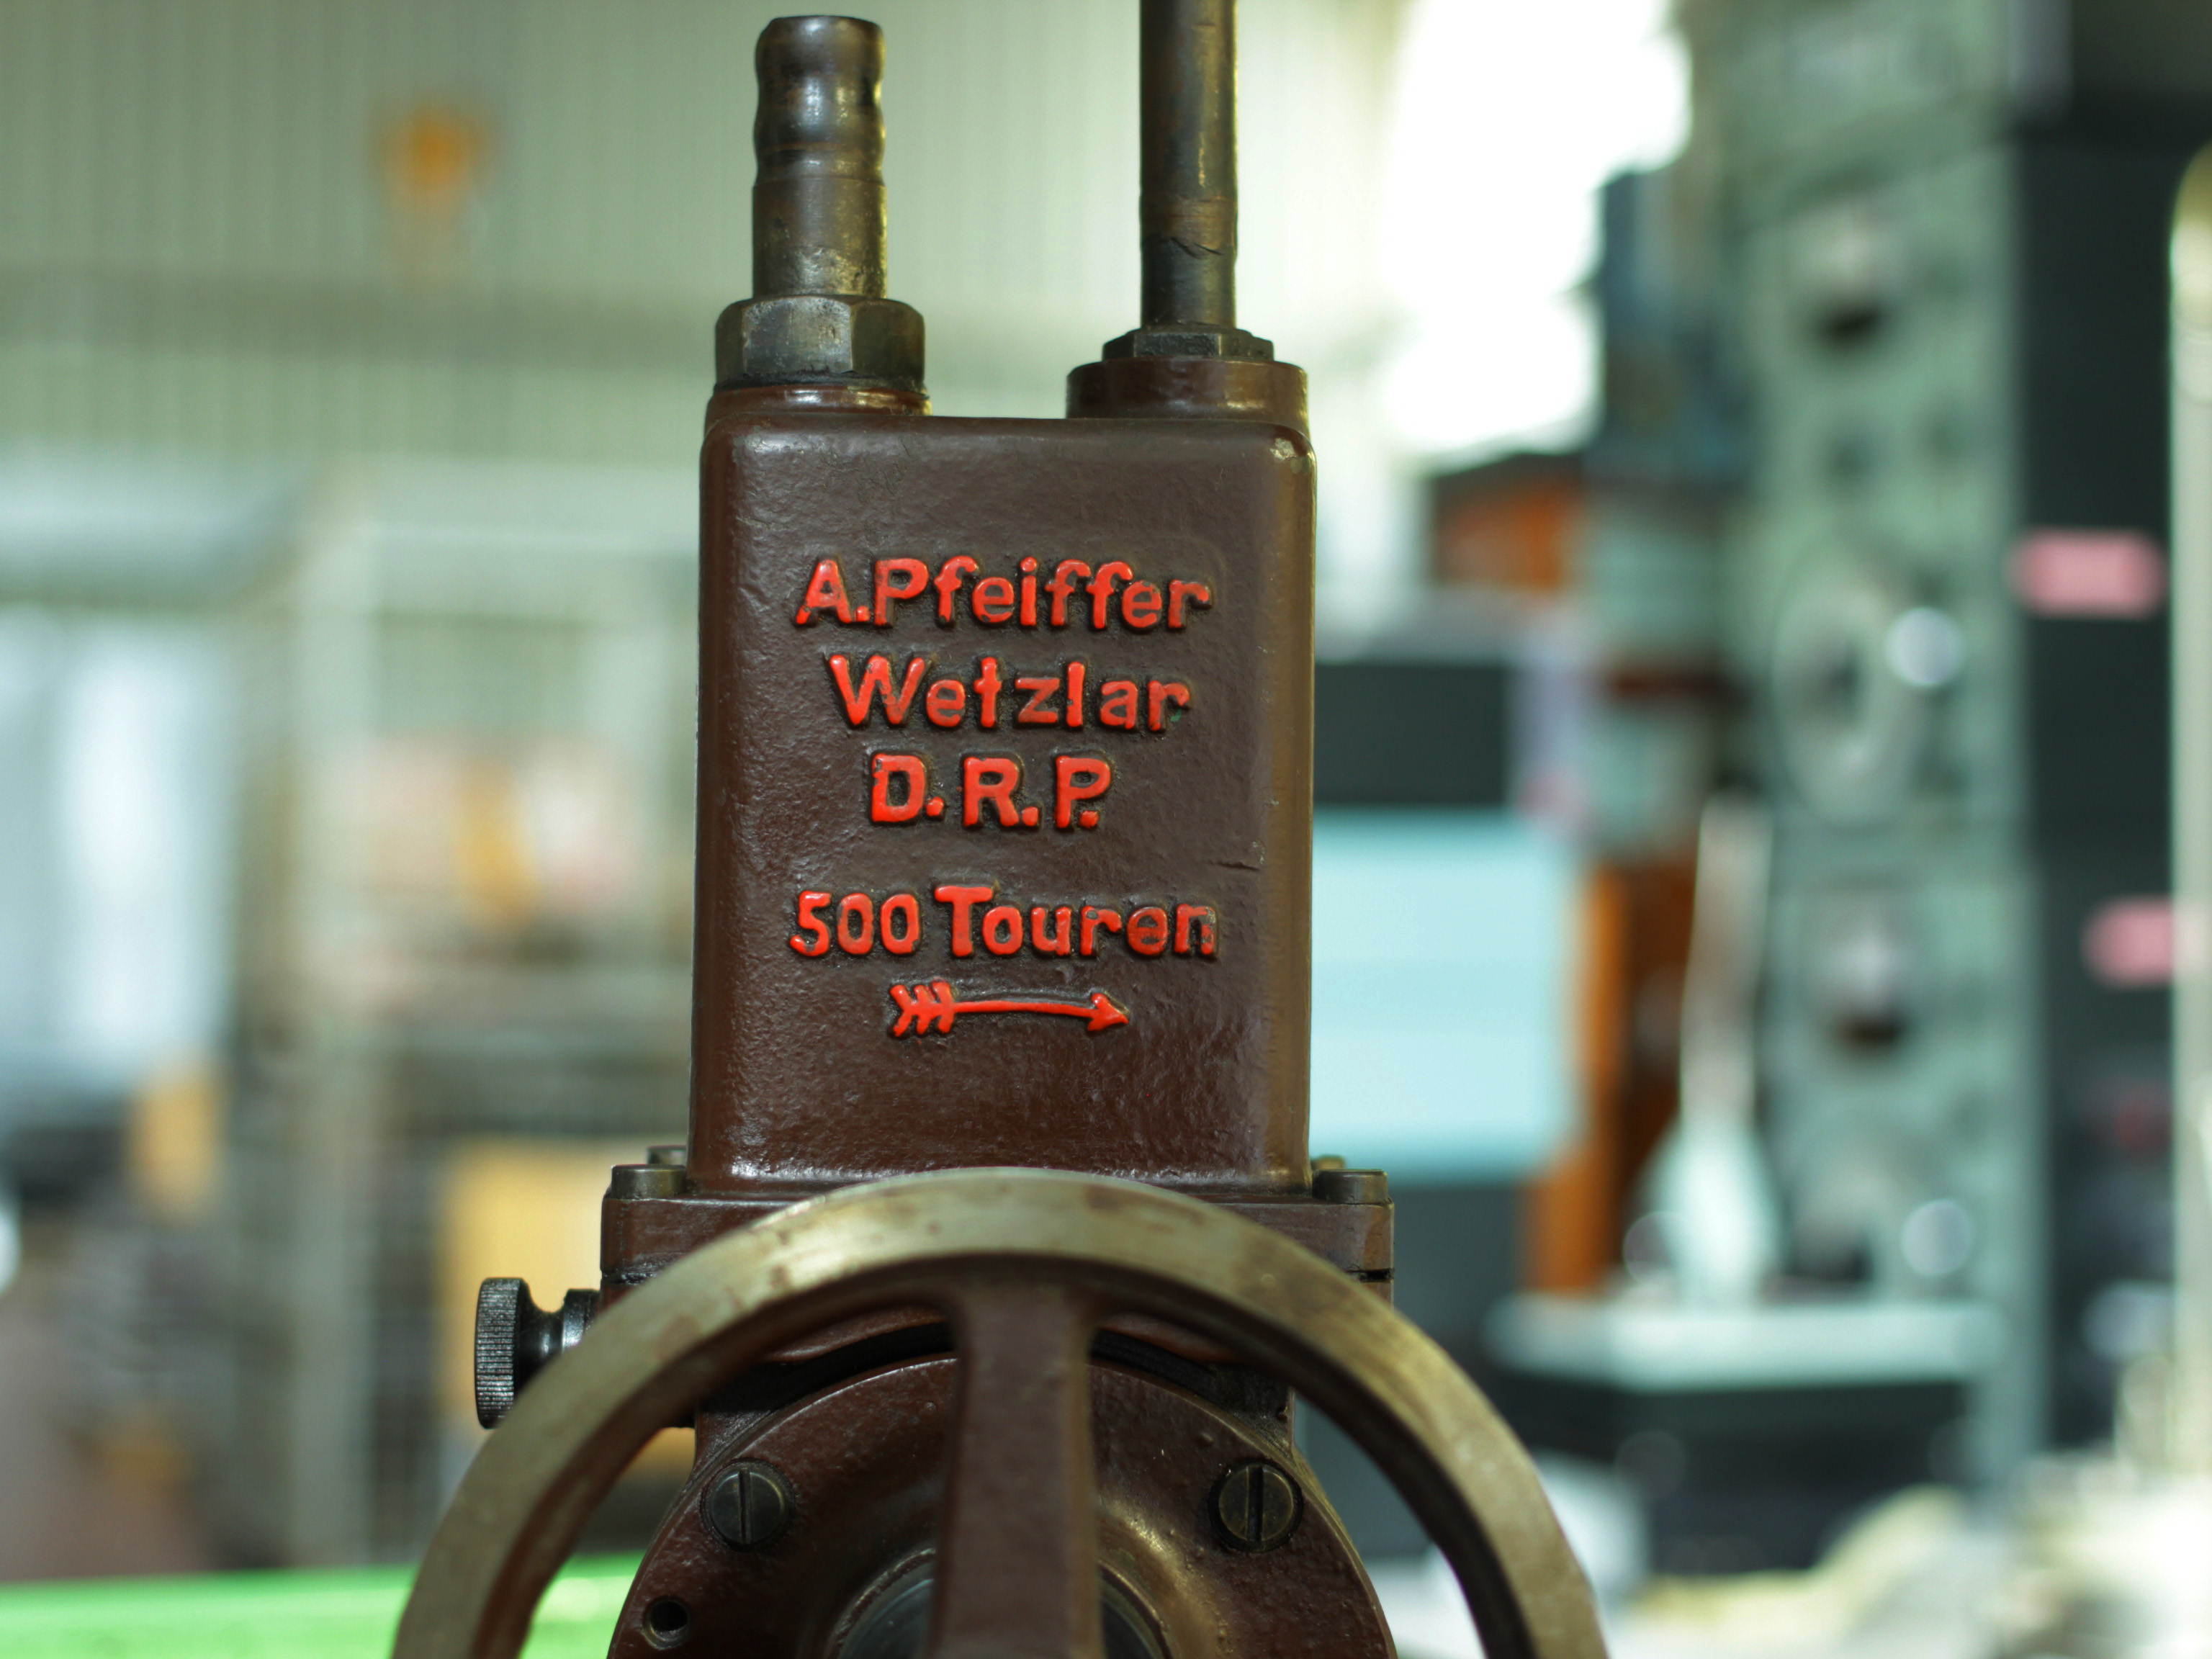 A.Pfeiffer
Wetzlar
D.R.P.
500 Touren